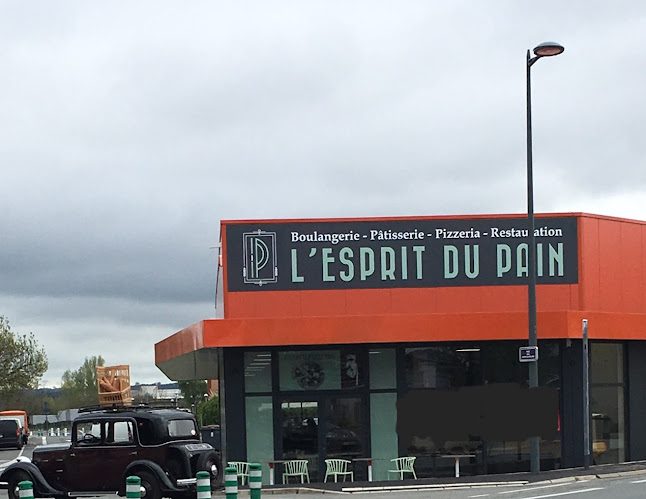 Boulangerie - Pâtisserie - Pizzeria - Restauration
L'ESPRIT DU PAIN